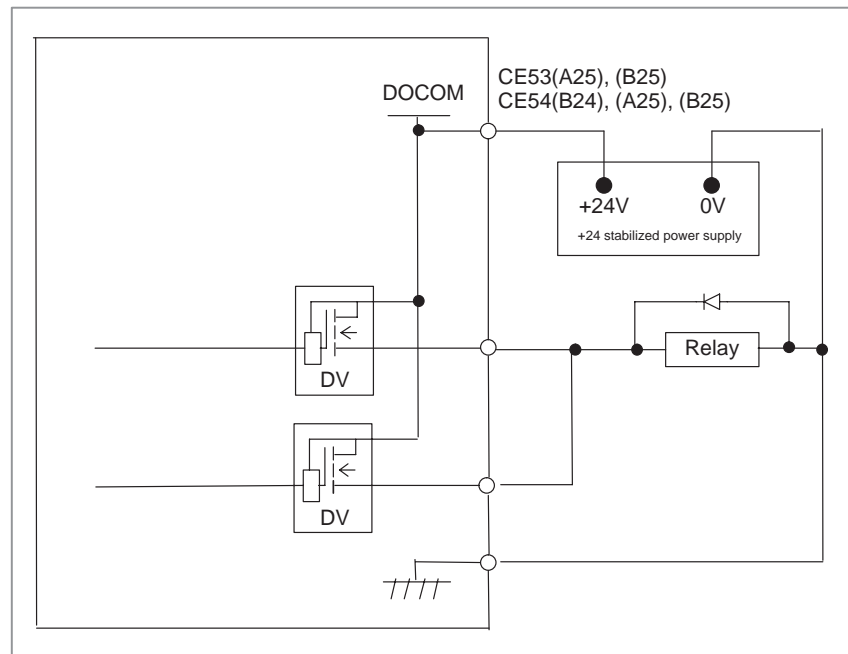 CE53(A25), (B25)
CE54(B24), (A25), (B25)
DOCOM
+24V
0V
+24 stabilized power supply
DV
Relay
DV